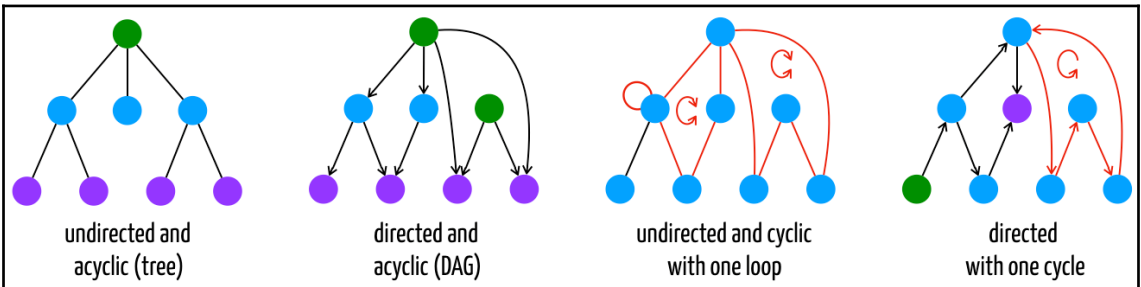 undirected and
acyclic (tree)
directed and
acyclic (DAG)
undirected and cyclic
with one loop
directed
with one cycle